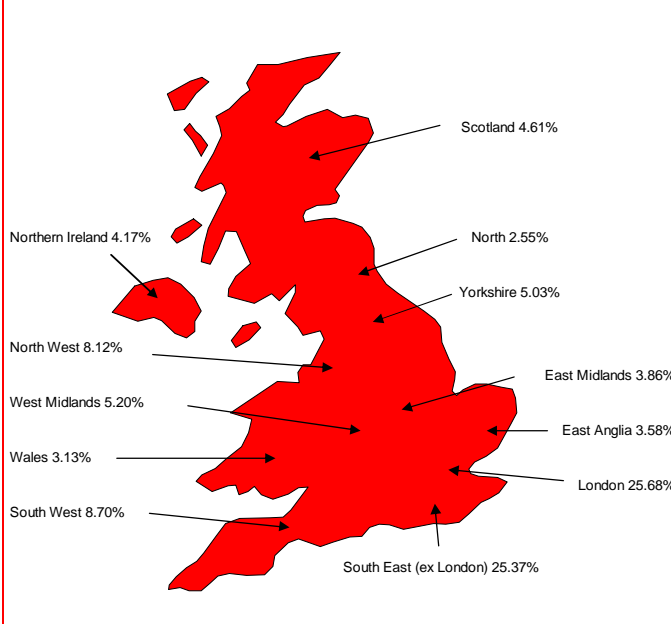 Scotland 4.61%
Northern Ireland 4.17%
North 2.55%
Yorkshire 5.03%
North West 8.12%
East Midlands 3.86%
West Midlands 5.20%
East Anglia 3.58%
Wales 3.13%
London 25.68%
South West 8.70%
South East (ex London) 25.37%